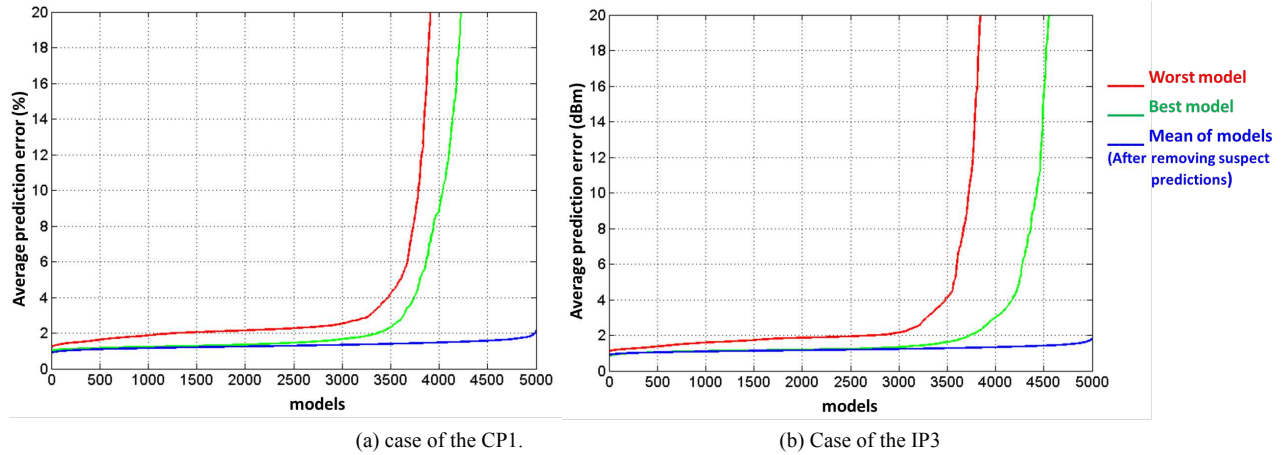 20
18
16
14
12
10
8
6
4
2
0
Average prediction error (%)
0 500 1000 1500 2000 2500 3000 3500 4000 4500 5000
models
20
18
16
14
12
10
8
6
4
2
0
Average prediction error (dBm)
0 500 1000 1500 2000 2500 3000 3500 4000 4500 5000
models
Worst model
Best model
Mean of models
(After removing suspect
predictions)
(a) case of the CP1.
(b) Case of the IP3